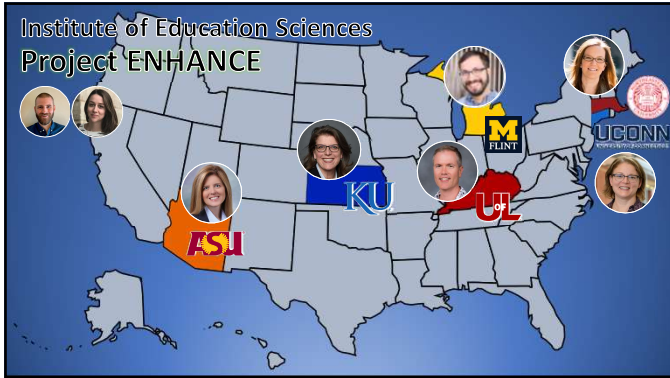 Institute of Education Sciences
Project ENHANCE
M
FLINT
UCONN
KU
UofL
ASU